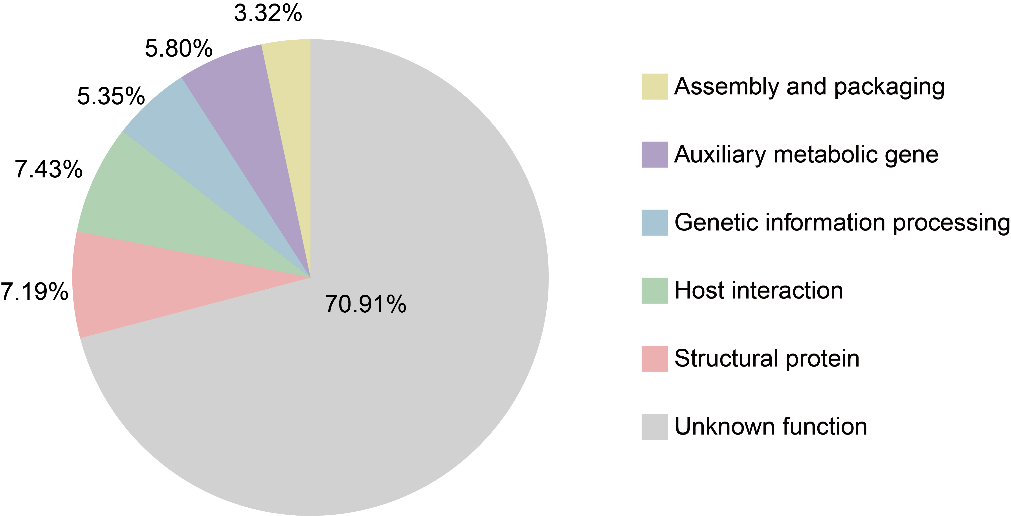 3.32%
5.80%
5.35%
7.43%
7.19%
70.91%
Assembly and packaging
Auxiliary metabolic gene
Genetic information processing
Host interaction
Structural protein
Unknown function